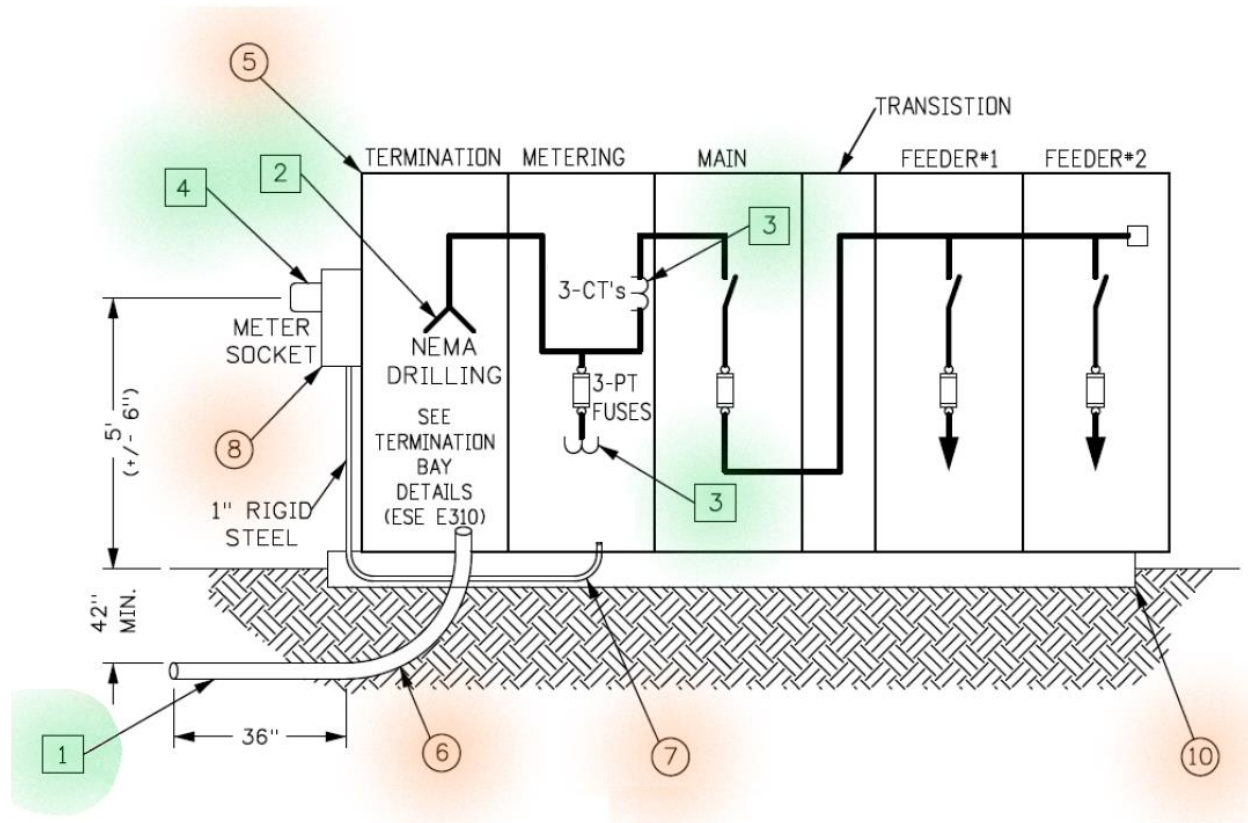 5
TRANSISTION
TERMINATION METERING MAIN FEEDER#1 FEEDER#2
2
4
3
3-CT's
METER
SOCKET
NEMA
DRILLING
3-PT
FUSES
5'
(+/- 6")
8
SEE
TERMINATION
BAY
DETAILS
(ESE E310)
3
1" RIGID
STEEL
42"
MIN.
36"
1
6
7
10